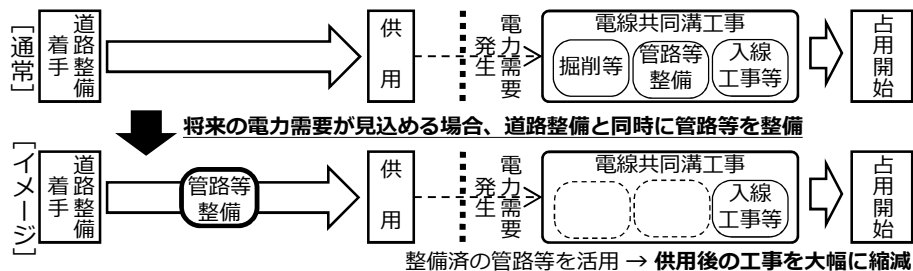 ［通常］
道路整備
着手
供用
電力需要
発生
電線共同溝工事
掘削等
管路等
整備
入線
工事等
占用開始
将来の電力需要が見込める場合、道路整備と同時に管路等を整備
［イメージ］
道路整備
着手
管路等
整備
供用
電力需要
発生
電線共同溝工事
入線
工事等
占用開始
整備済の管路等を活用 → 供用後の工事を大幅に縮減